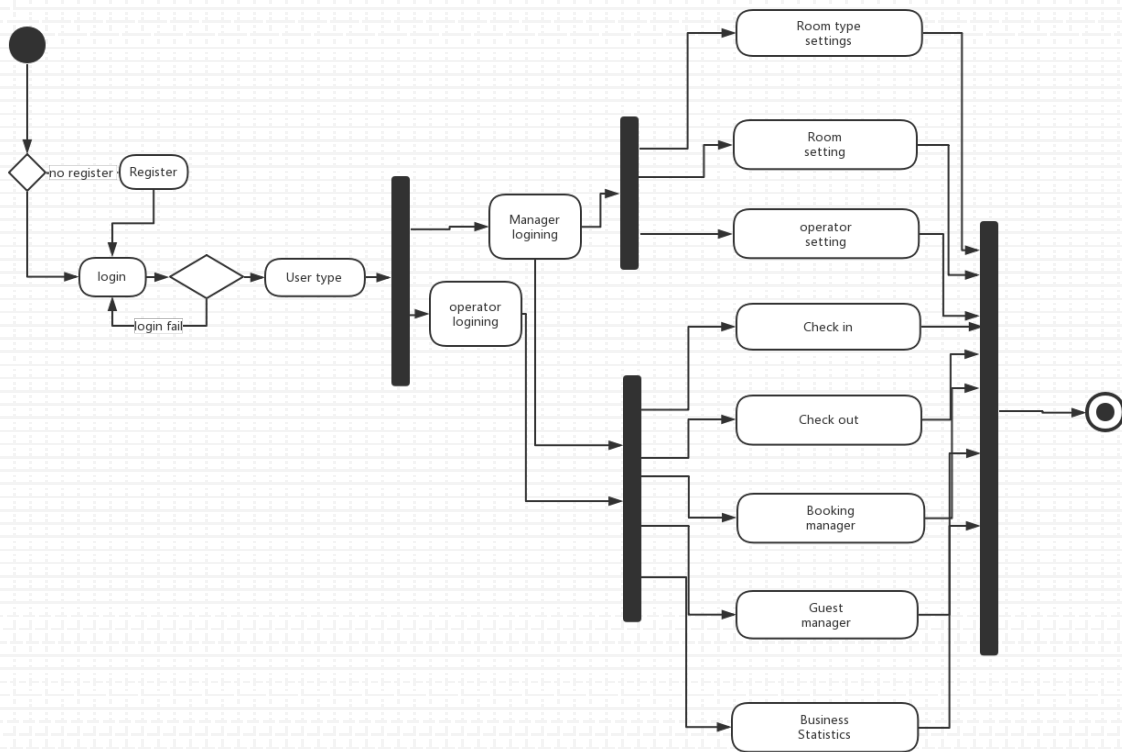 Room type
settings
Room
setting
no register
Register
Manager
logining
operator
setting
login
User type
operator
logining
login fail
Check in
Check out
Booking
manager
Guest
manager
Business
Statistics